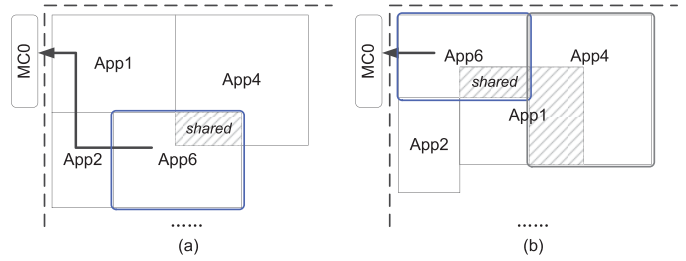 MC0
App1
App4
shared
App2
App6
......
(a)
MC0
App6
App4
shared
App1
App2
......
(b)